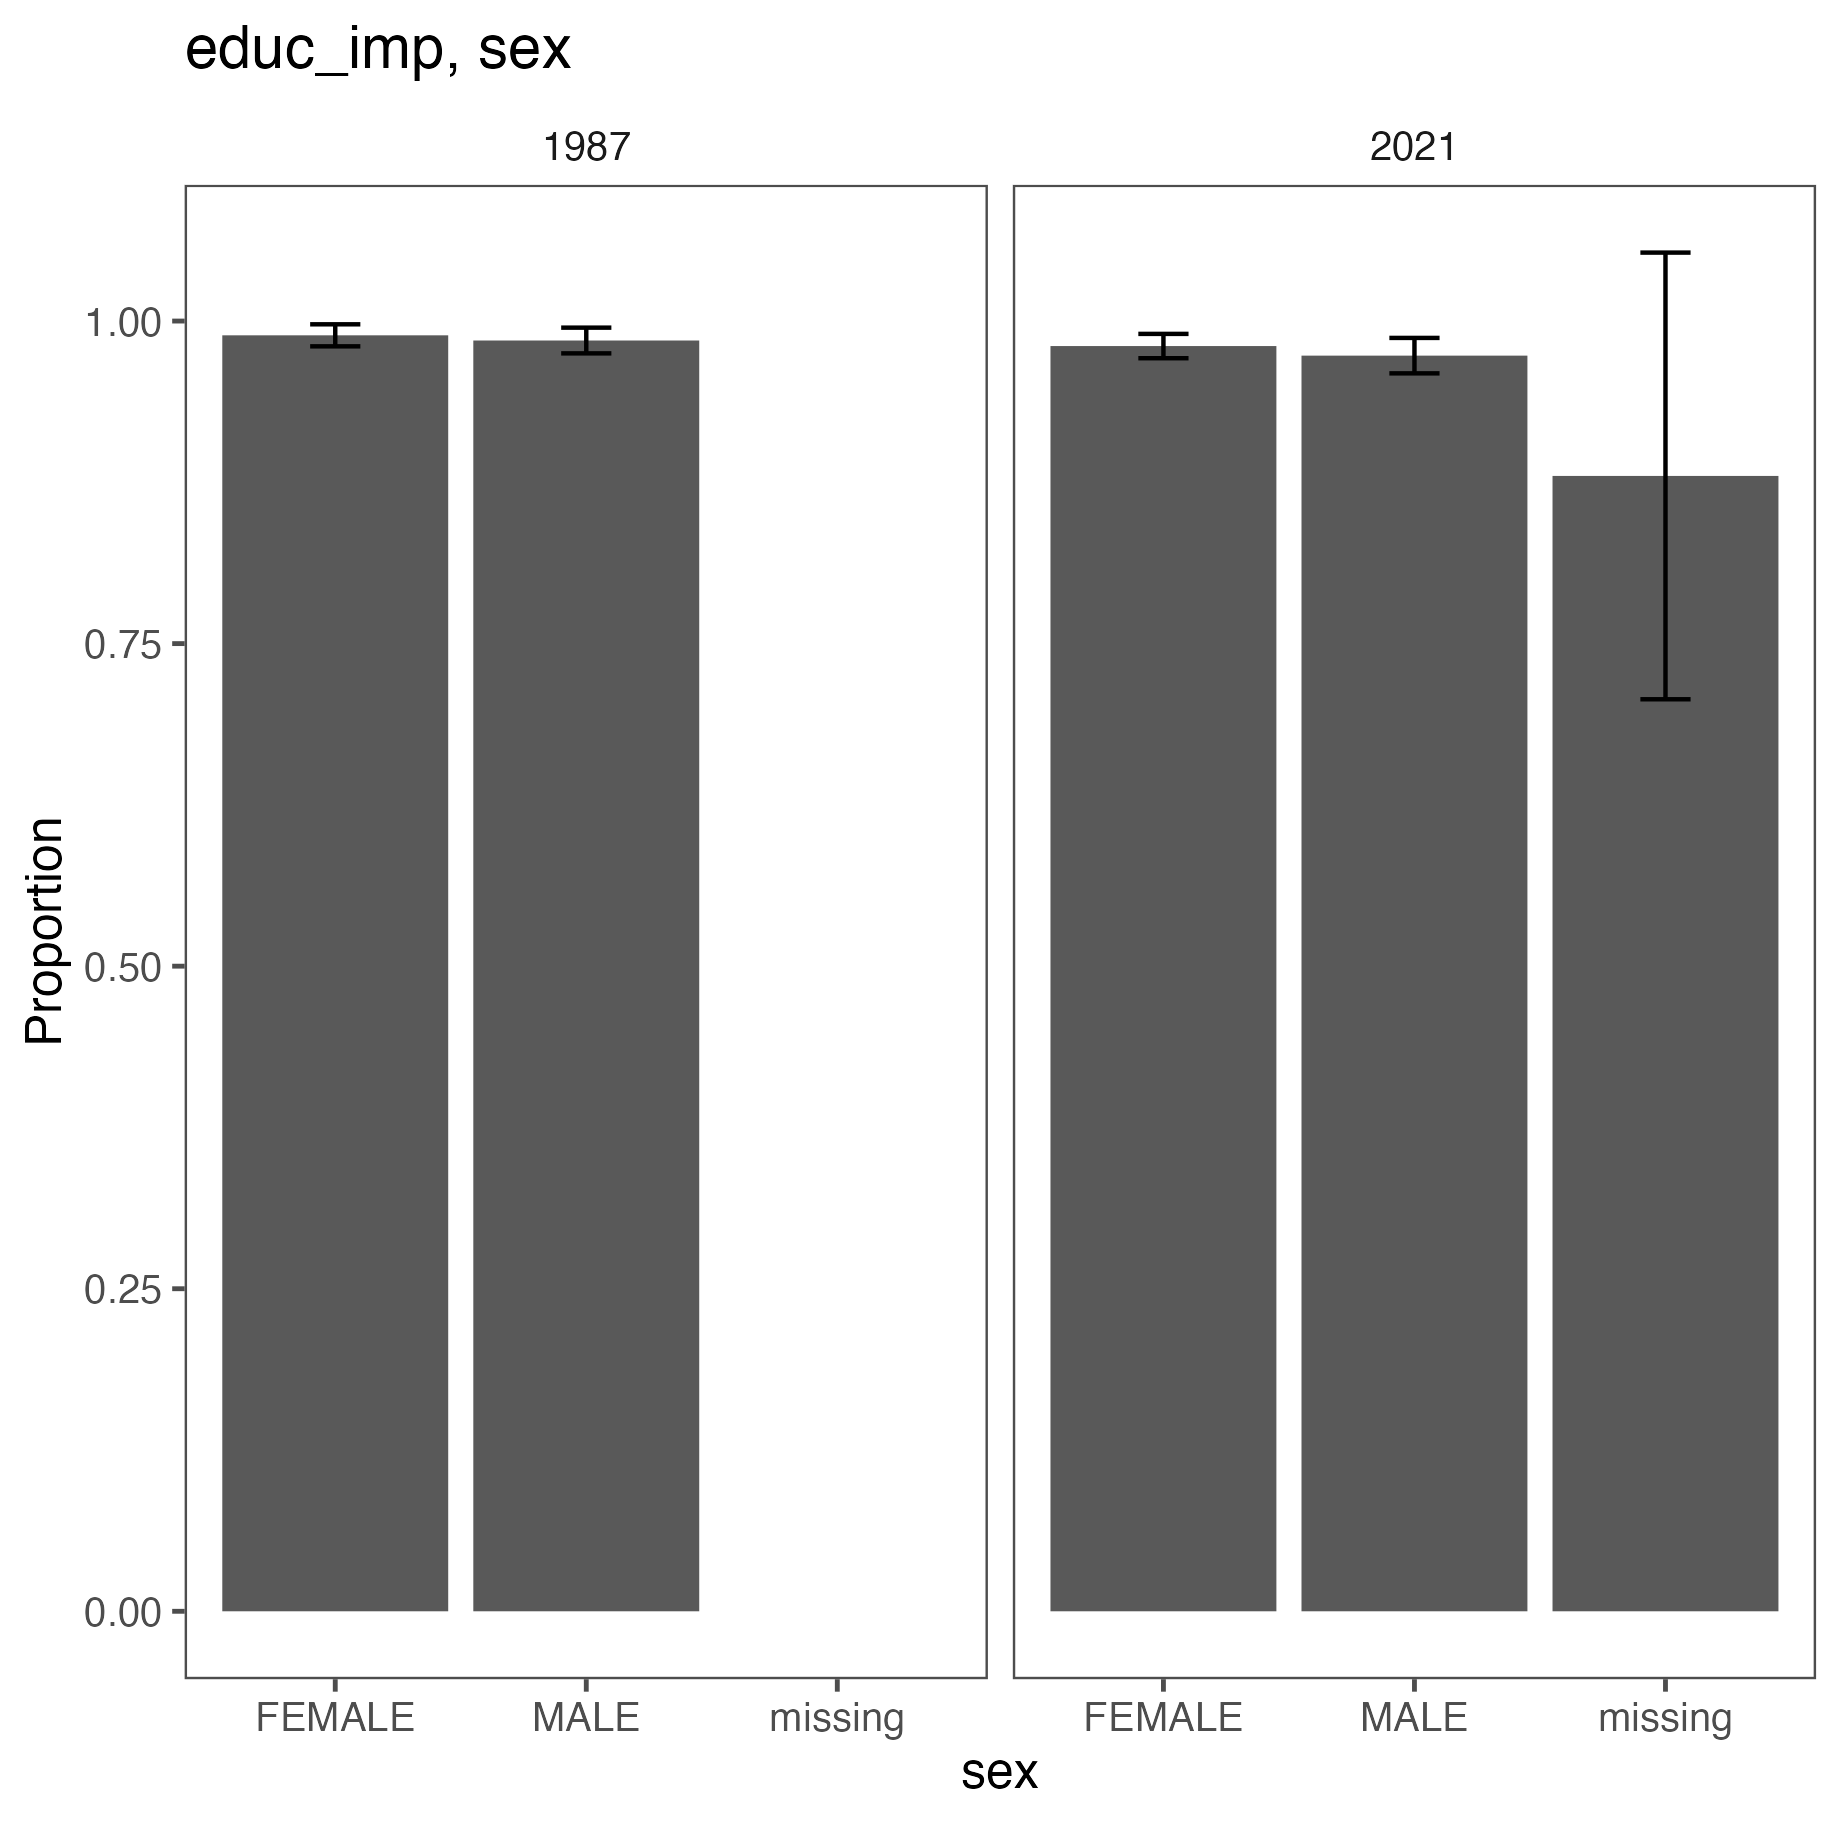 educ_imp, sex
1987
2021
1.00
0.75
0.50
0.25
0.00
Proportion
FEMALE MALE missing
FEMALE MALE missing
sex